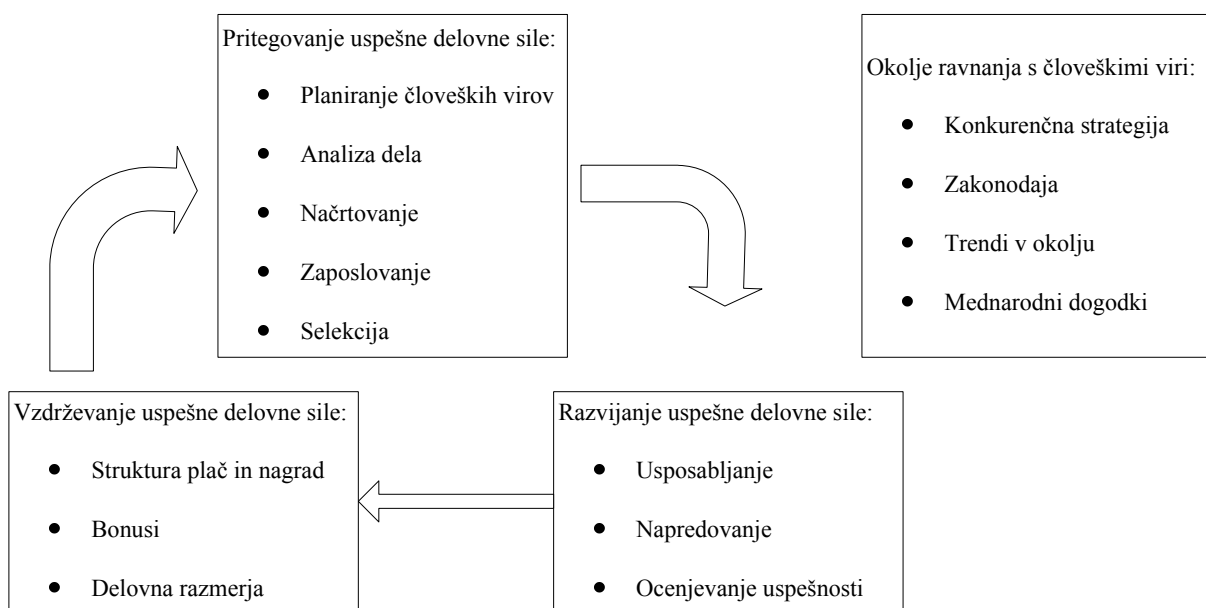 Pritegovanje uspešne delovne sile:
● Planiranje človeških virov
● Analiza dela
● Načrtovanje
● Zaposlovanje
● Selekcija
Okolje ravnanja s človeškimi viri:
● Konkurenčna strategija
● Zakonodaja
● Trendi v okolju
● Mednarodni dogodki
Vzdrževanje uspešne delovne sile:
● Struktura plač in nagrad
● Bonusi
● Delovna razmerja
Razvijanje uspešne delovne sile:
● Usposabljanje
● Napredovanje
● Ocenjevanje uspešnosti